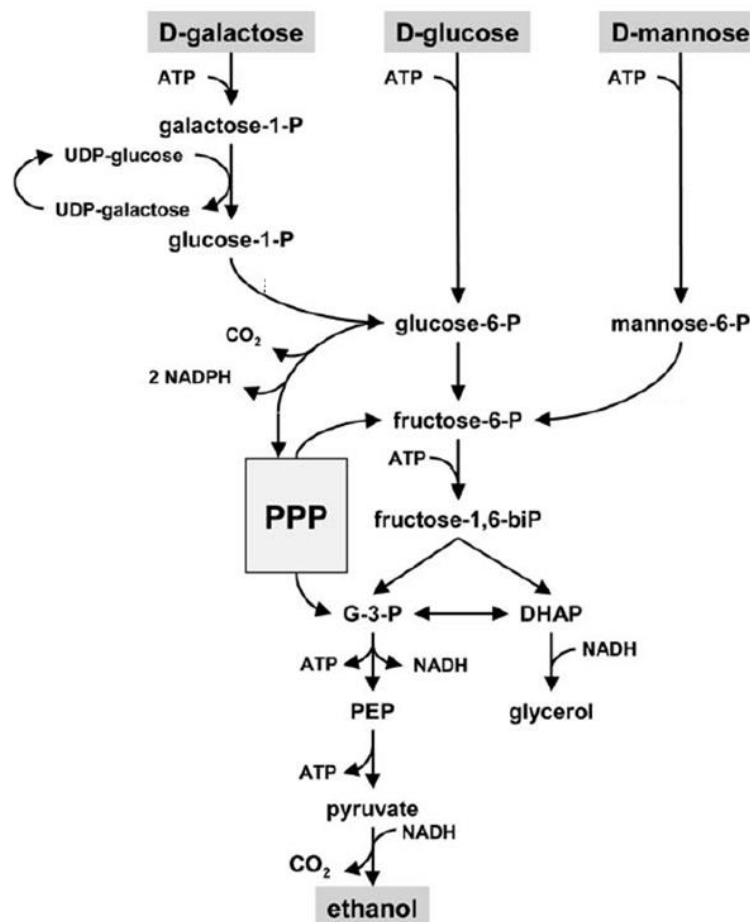 D-galactose D-glucose D-mannose
ATP ATP ATP
galactose-1-P
UDP-glucose
UDP-galactose
glucose-1-P
glucose-6-P mannose-6-P
CO₂
2 NADPH
fructose-6-P
ATP
PPP
fructose-1,6-biP
G-3-P DHAP
ATP NADH NADH
PEP glycerol
ATP
pyruvate
NADH
CO₂
ethanol